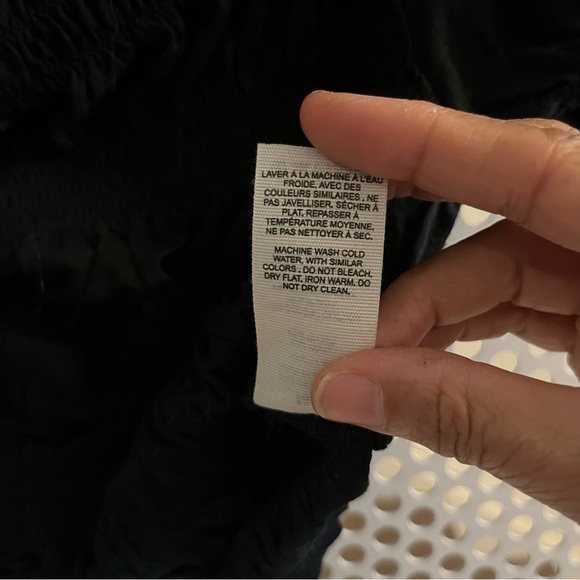 LAVER À LA MACHINE À L'EAU
FROIDE, AVEC DES
COULEURS SIMILAIRES . NE
PAS JAVELLISER. SÉCHER À
PLAT, REPASSER À
TEMPÉRATURE MOYENNE.
NE PAS NETTOYER À SEC.
MACHINE WASH COLD
WATER, WITH SIMILAR
COLORS . DO NOT BLEACH.
DRY FLAT. IRON WARM. DO
NOT DRY CLEAN.